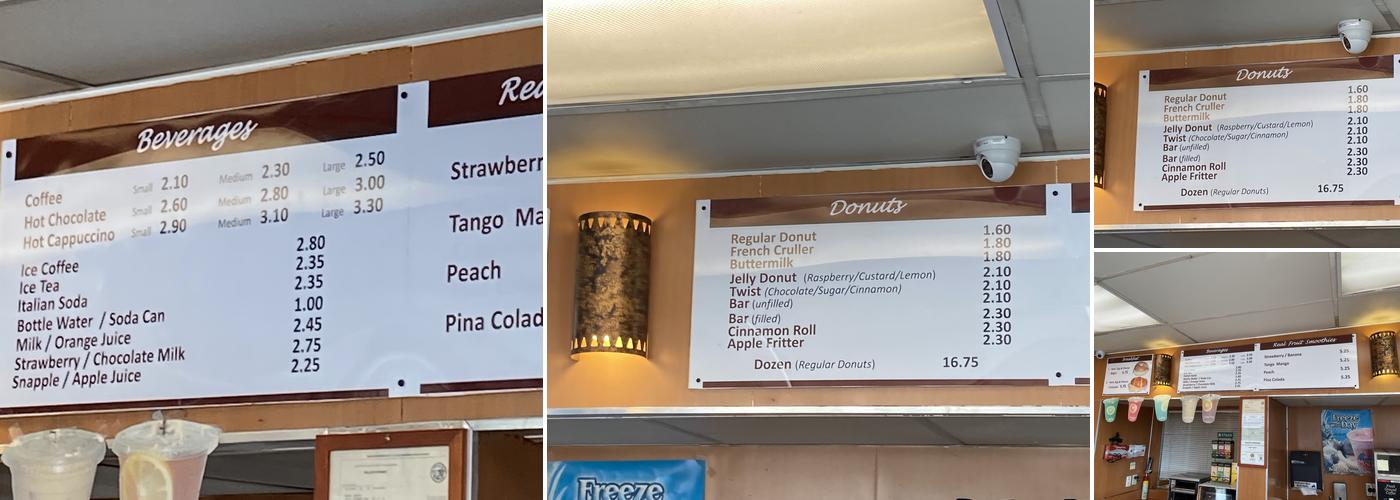 Beverages
Coffee Small 2.10 Medium 2.30 Large 2.50
Hot Chocolate Small 2.60 Medium 2.80 Large 3.00
Hot Cappuccino Small 2.90 Medium 3.10 Large 3.30
Ice Coffee 2.80
Ice Tea 2.35
Italian Soda 2.35
Bottle Water / Soda Can 1.00
Milk / Orange Juice 2.45
Strawberry / Chocolate Milk 2.75
Snapple / Apple Juice 2.25
Rea
Strawberr
Tango Ma
Peach
Pina Colad
Donuts
Regular Donut 1.60
French Cruller 1.80
Buttermilk 1.80
Jelly Donut (Raspberry/Custard/Lemon) 2.10
Twist (Chocolate/Sugar/Cinnamon) 2.10
Bar (unfilled) 2.10
Bar (filled) 2.30
Cinnamon Roll 2.30
Apple Fritter 2.30
Dozen (Regular Donuts) 16.75
Freeze
Donuts
Regular Donut 1.60
French Cruller 1.80
Buttermilk 1.80
Jelly Donut (Raspberry/Custard/Lemon) 2.10
Twist (Chocolate/Sugar/Cinnamon) 2.10
Bar (unfilled) 2.10
Bar (filled) 2.30
Cinnamon Roll 2.30
Apple Fritter 2.30
Dozen (Regular Donuts) 16.75
Breakfast
Beverages
Real Fruit Smoothies
Strawberry / Banana 5.25
Tango Mango 5.25
Peach 5.25
Pina Colada 5.25
Freeze
Day